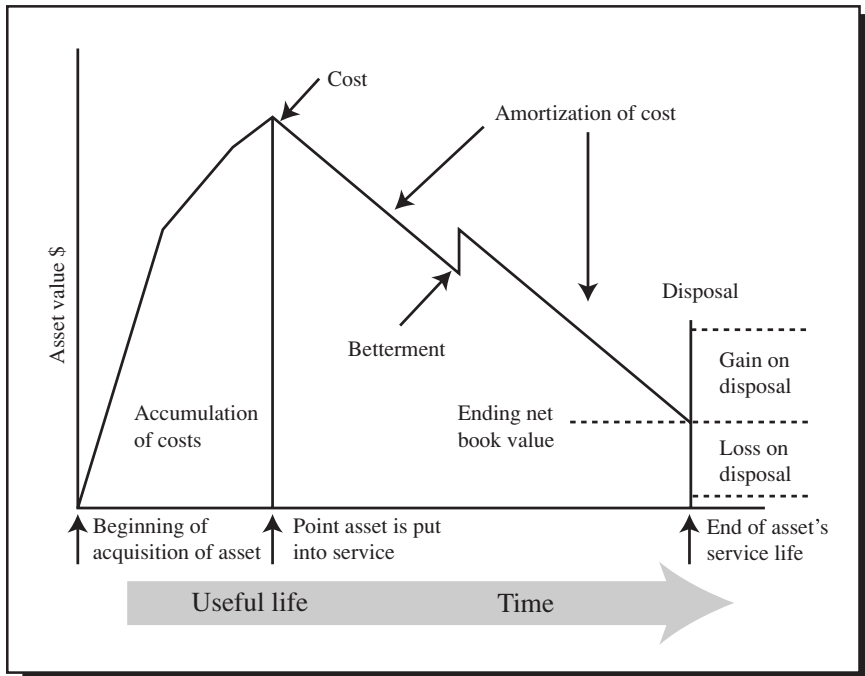 Cost
Amortization of cost
Asset value $
Disposal
Betterment
Gain on
disposal
Accumulation
of costs
Ending net
book value
Loss on
disposal
Beginning of
acquisition of asset
Point asset is put
into service
End of asset's
service life
Useful life
Time